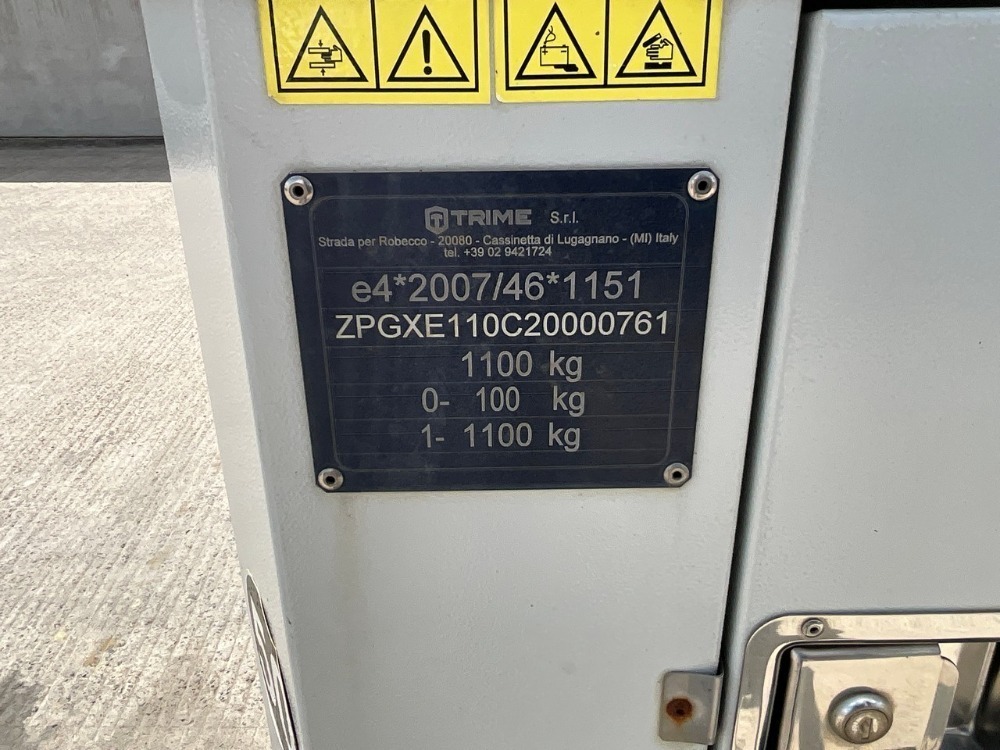 TRIME S.r.l.
Strada per Robecco - 20080 - Cassinetta di Lugagnano - (MI) Italy
tel. +39 02 9421724
e4*2007/46*1151
ZPGXE110C20000761
1100 kg
0- 100 kg
1- 1100 kg